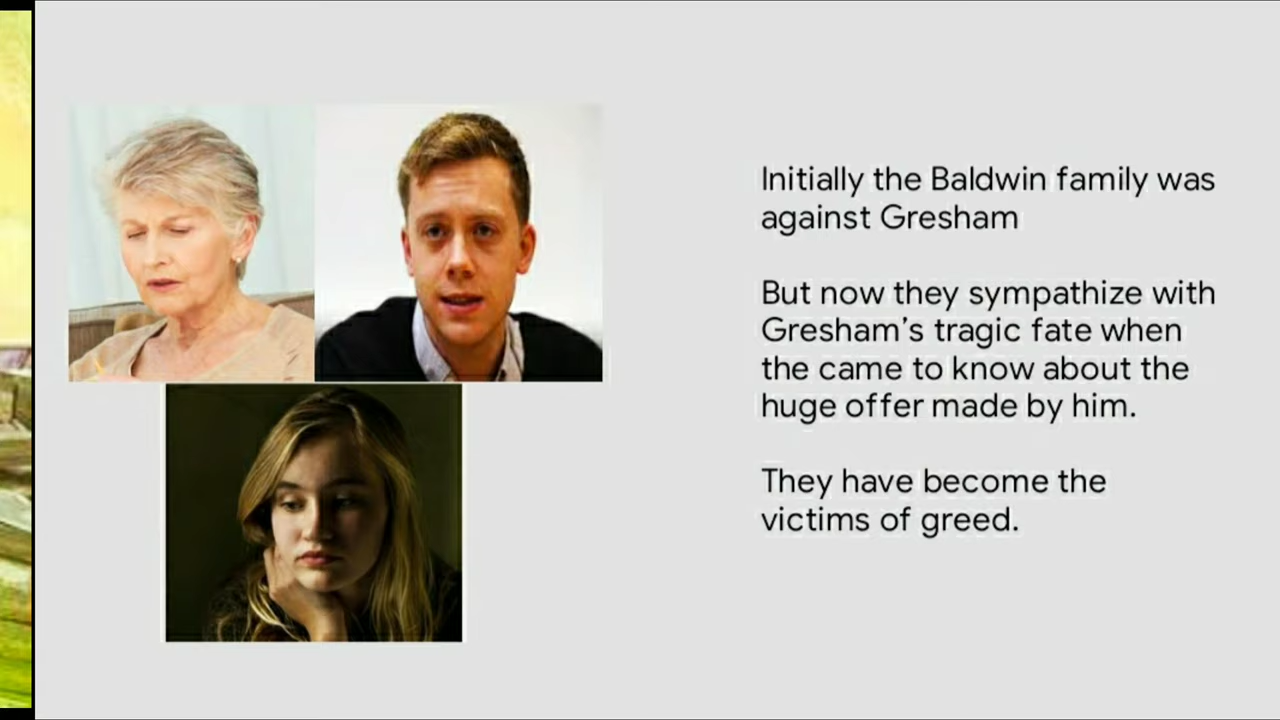 Initially the Baldwin family was
against Gresham
But now they sympathize with
Gresham's tragic fate when
the came to know about the
huge offer made by him.
They have become the
victims of greed.